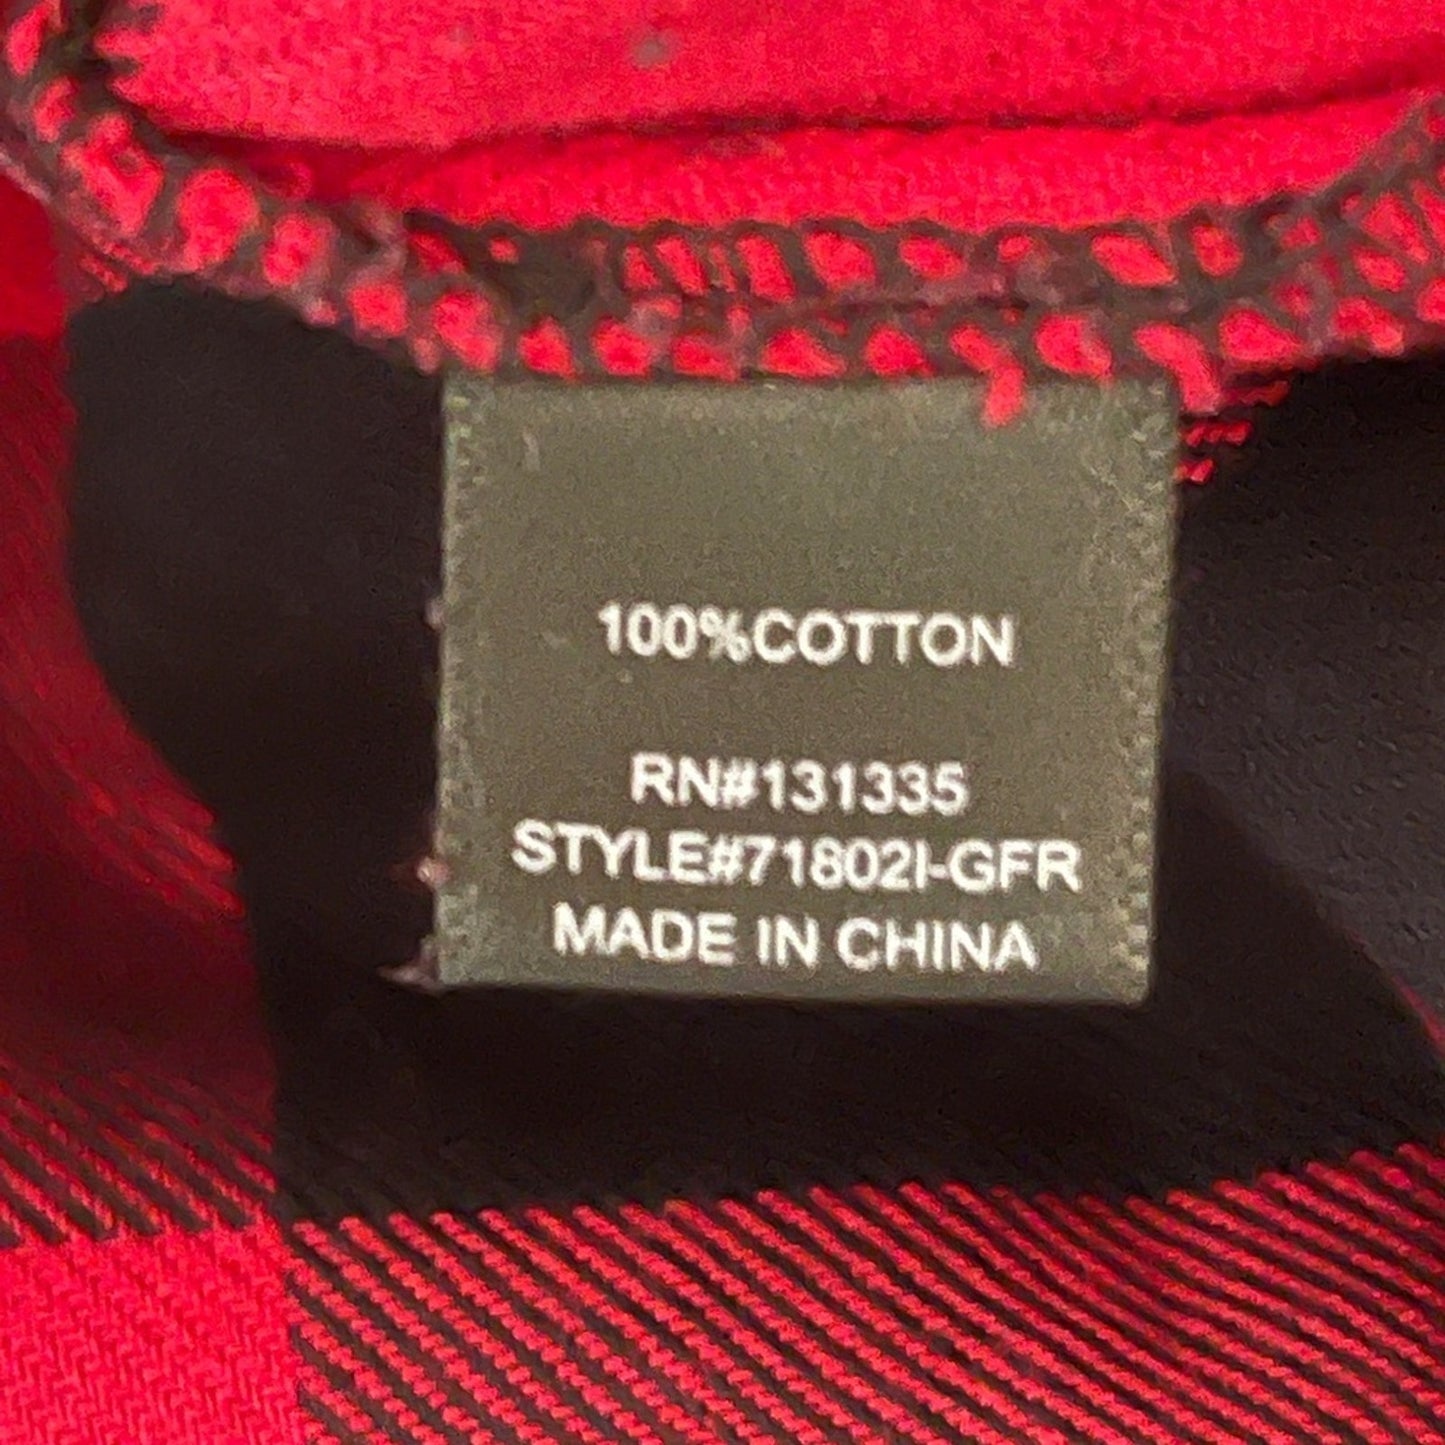 100%COTTON
RN#131335
STYLE#71802I-GFR
MADE IN CHINA